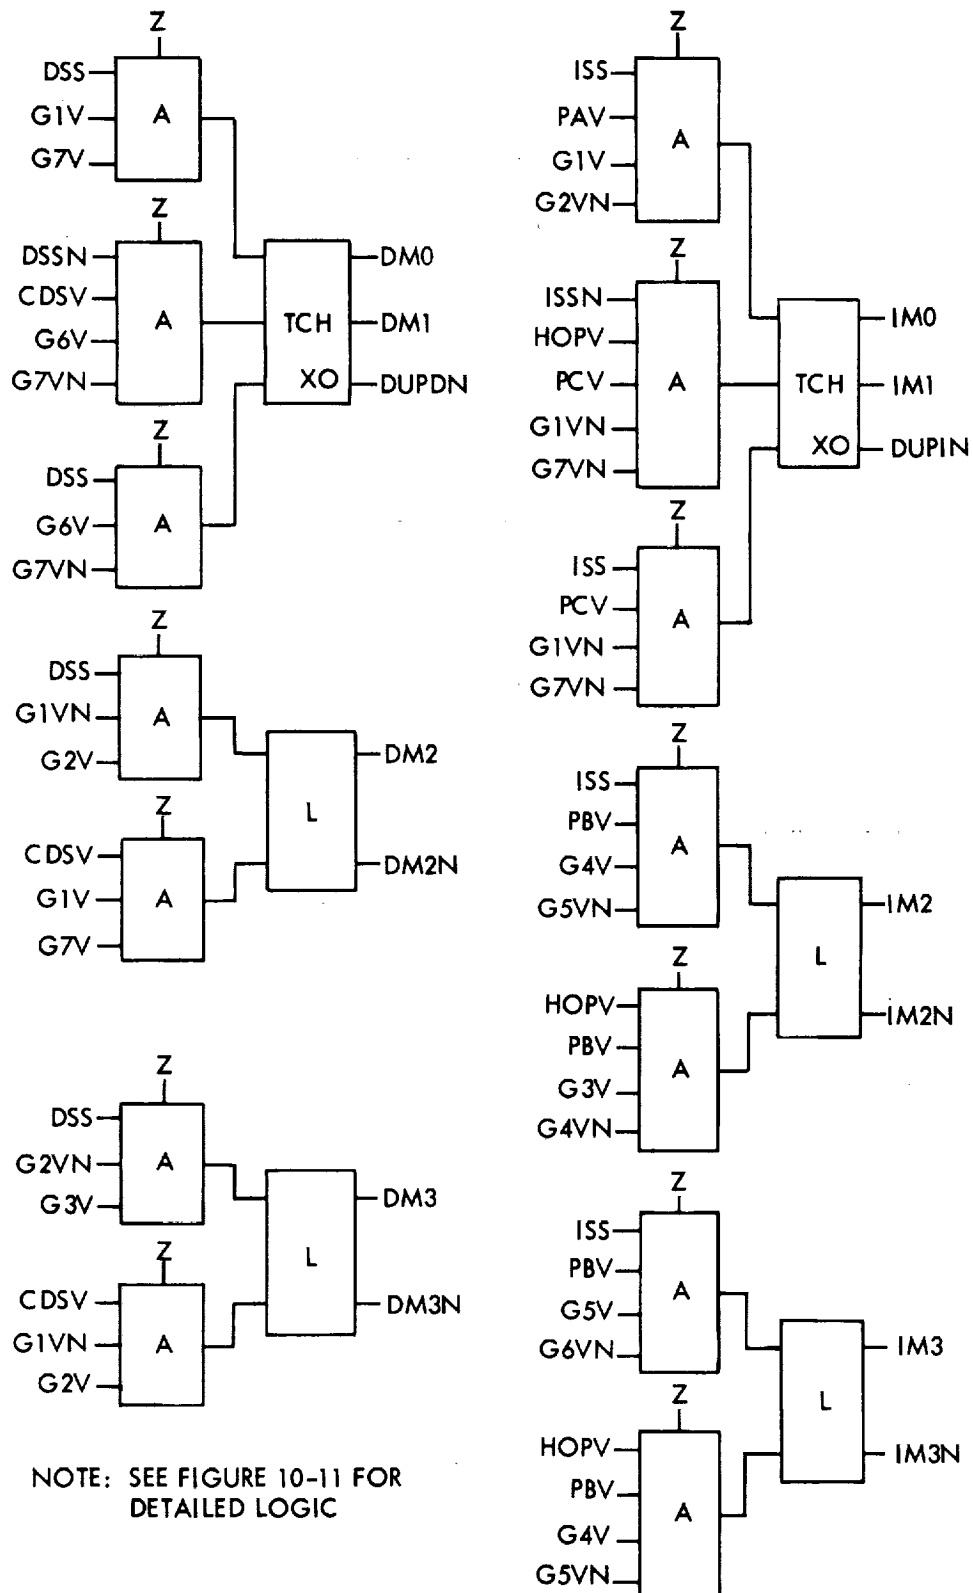 Z
DSS
G1V
G7V
A
Z
DSSN
CDSV
G6V
G7VN
A
TCH
XO
DM0
DM1
DUPDN
Z
DSS
G6V
G7VN
A
Z
DSS
G1VN
G2V
A
Z
CDSV
G1V
G7V
A
L
DM2
DM2N
Z
DSS
G2VN
G3V
A
Z
CDSV
G1VN
G2V
A
L
DM3
DM3N
NOTE: SEE FIGURE 10-11 FOR
DETAILED LOGIC
Z
ISS
PAV
G1V
G2VN
A
Z
ISSN
HOPV
PCV
G1VN
G7VN
A
TCH
XO
IM0
IM1
DUPIN
Z
ISS
PCV
G1VN
G7VN
A
Z
ISS
PBV
G4V
G5VN
A
Z
HOPV
PBV
G3V
G4VN
A
L
IM2
IM2N
Z
ISS
PBV
G5V
G6VN
A
Z
HOPV
PBV
G4V
G5VN
A
L
IM3
IM3N